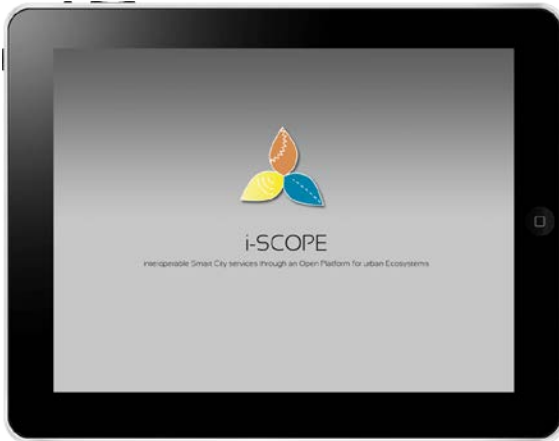 i-SCOPE
interoperable Smart City services through an Open Platform for urban Ecosystems